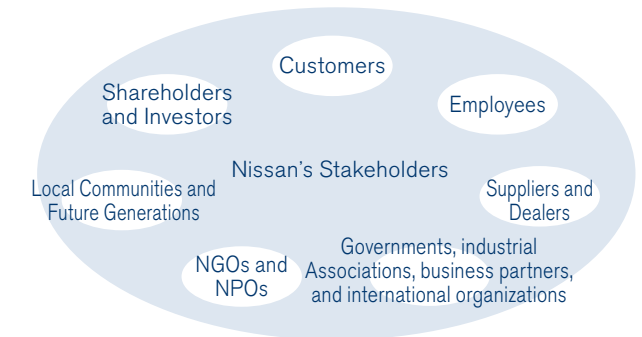 Customers
Shareholders
and Investors
Employees
Nissan's Stakeholders
Local Communities and
Future Generations
Suppliers and
Dealers
NGOs and
NPOs
Governments, industrial
Associations, business partners,
and international organizations